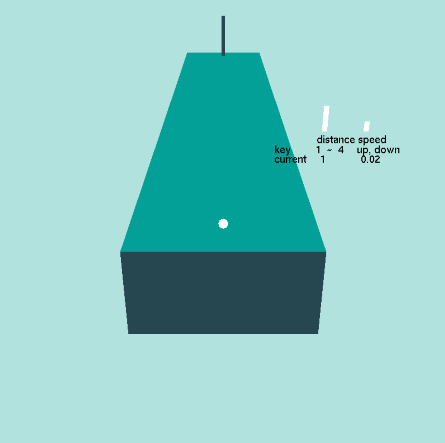 distance speed
key 1 ~ 4 up, down
current 1 0.02